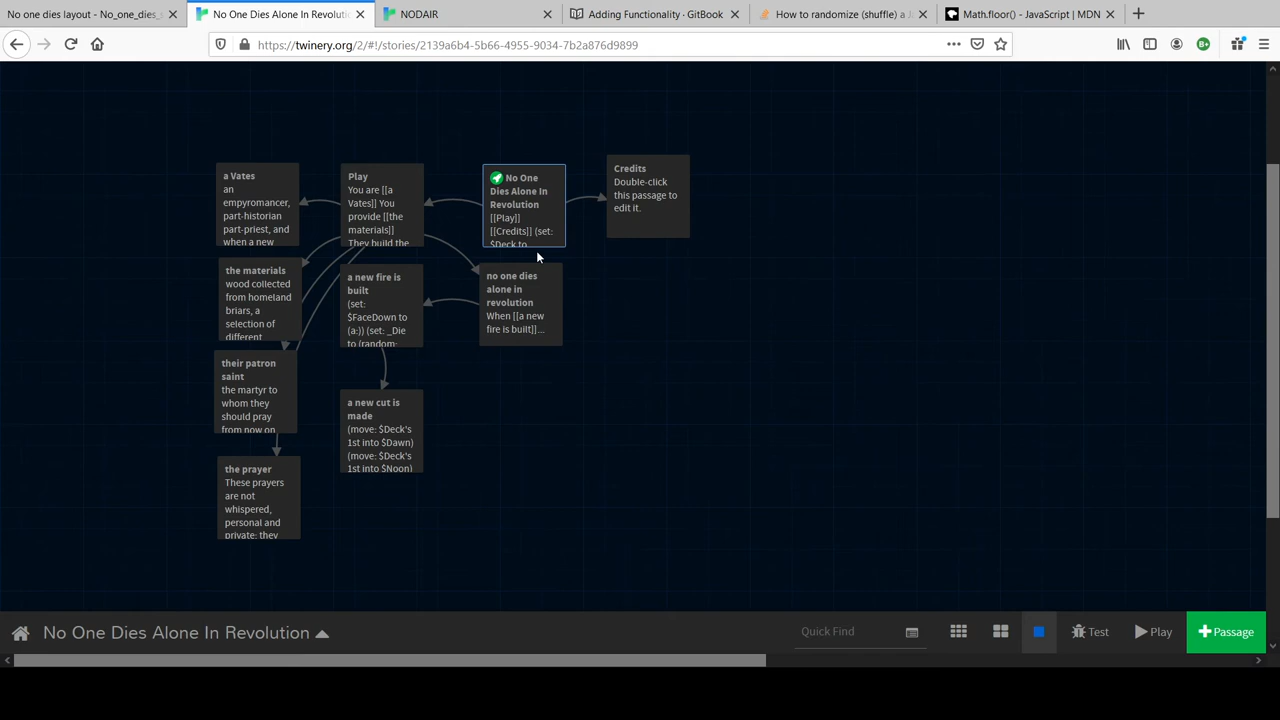 No one dies layout - No_one_dies_
No One Dies Alone In Revoluti
NODAIR
Adding Functionality · GitBook
How to randomize (shuffle) a J
Math.floor() - JavaScript | MDN
https://twinery.org/2/#!/stories/2139a6b4-5b66-4955-9034-7b2a876d9899
a Vates
an
empyromancer,
part-historian
part-priest, and
when a new
Play
You are [[a
Vates]] You
provide [[the
materials]]
They build the
No One
Dies Alone In
Revolution
[[Play]]
[[Credits]] (set:
$Deck to
Credits
Double-click
this passage to
edit it.
the materials
wood collected
from homeland
briars, a
selection of
different
a new fire is
built
(set:
$FaceDown to
(a:)) (set: _Die
to (random:
no one dies
alone in
revolution
When [[a new
fire is built]]...
their patron
saint
the martyr to
whom they
should pray
from now on
a new cut is
made
(move: $Deck's
1st into $Dawn)
(move: $Deck's
1st into $Noon)
the prayer
These prayers
are not
whispered,
personal and
private: they
No One Dies Alone In Revolution
Quick Find
Test
Play
+Passage